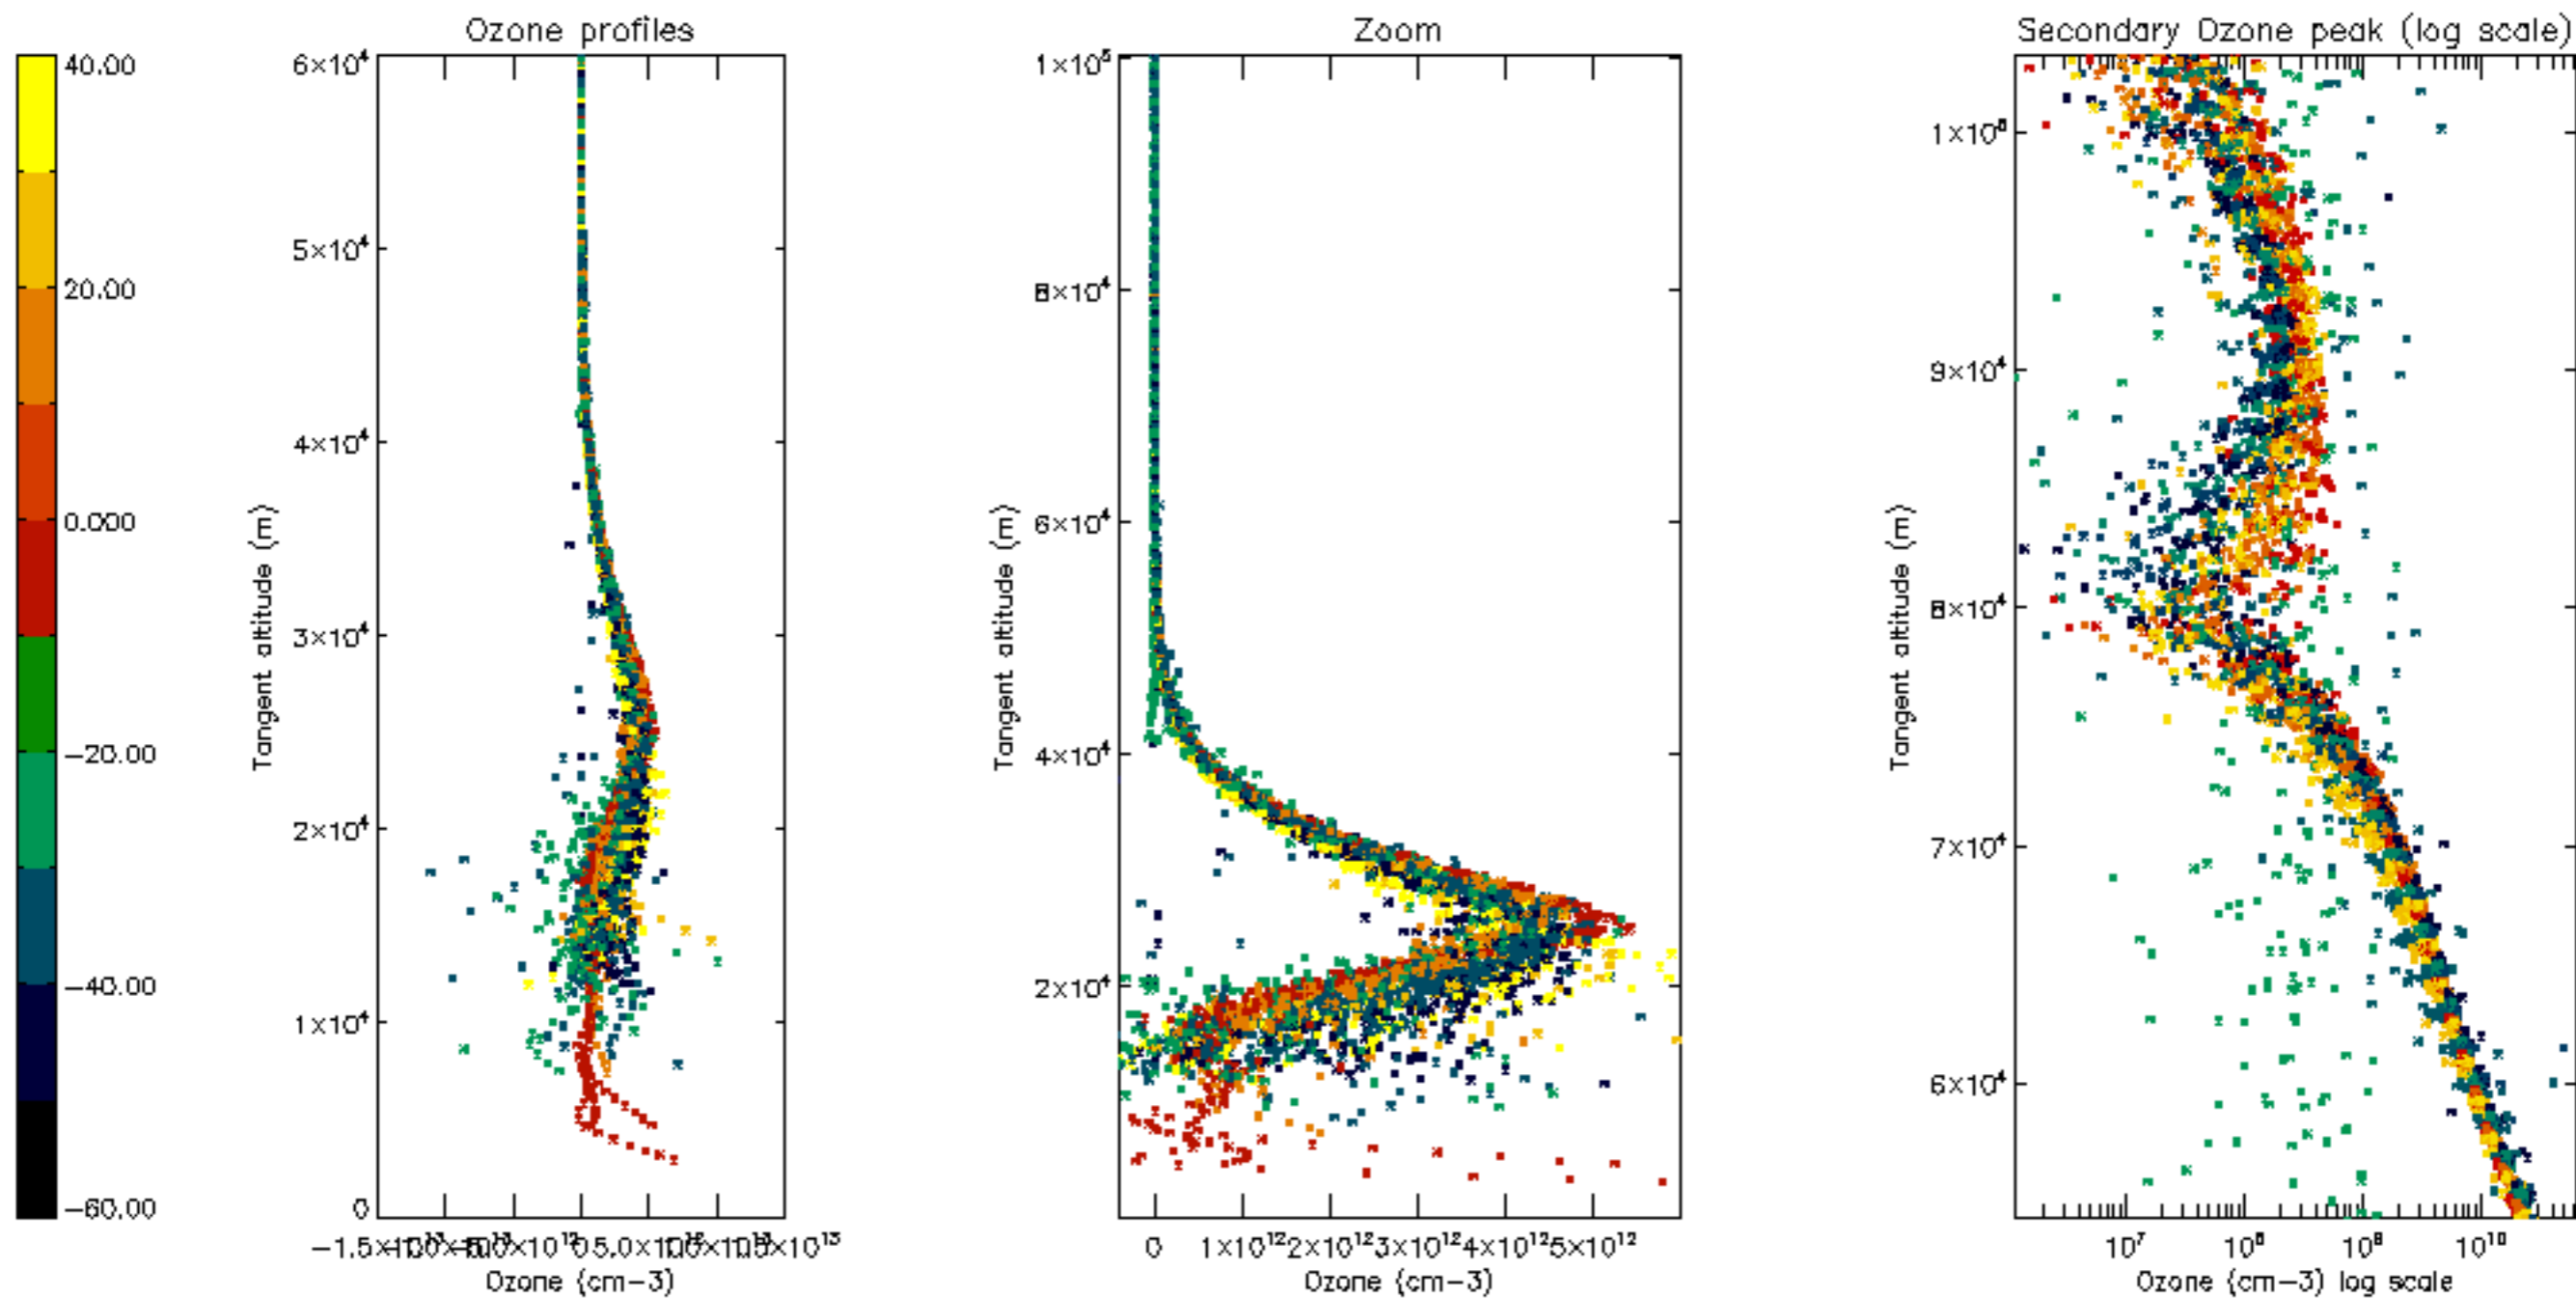 Ozone profiles
Zoom
Secondary Ozone peak (log scale)
40.00
20.00
0.000
−20.00
−40.00
−60.00
6×10⁴
5×10⁴
4×10⁴
3×10⁴
2×10⁴
1×10⁴
0
Tangent altitude (m)
Ozone (cm−3)
1×10⁵
8×10⁴
6×10⁴
4×10⁴
2×10⁴
Tangent altitude (m)
0 1×10¹² 2×10¹² 3×10¹² 4×10¹² 5×10¹²
Ozone (cm−3)
9×10⁴
8×10⁴
7×10⁴
6×10⁴
Tangent altitude (m)
10⁷ 10⁸ 10⁹ 10¹⁰
Ozone (cm−3) log scale